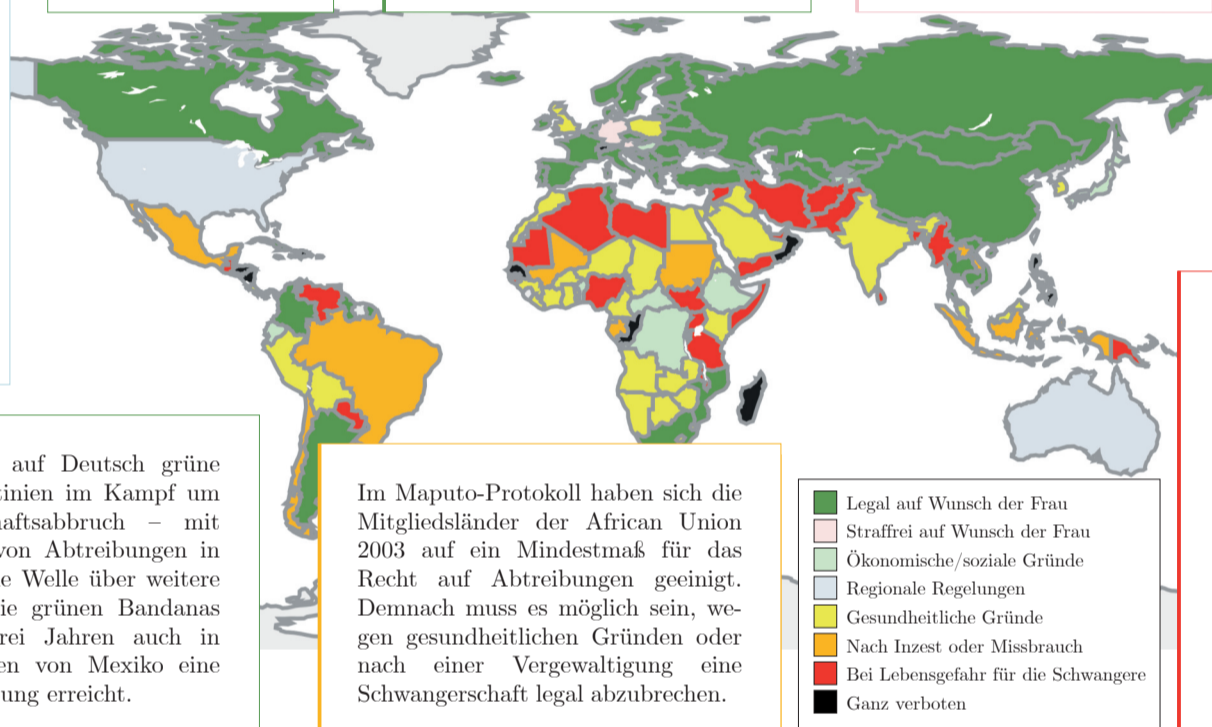 auf Deutsch grüne
tinien im Kampf um
haftsabbruch – mit
von Abtreibungen in
e Welle über weitere
ie grünen Bandanas
rei Jahren auch in
en von Mexiko eine
ung erreicht.
Im Maputo-Protokoll haben sich die
Mitgliedsländer der African Union
2003 auf ein Mindestmaß für das
Recht auf Abtreibungen geeinigt.
Demnach muss es möglich sein, we-
gen gesundheitlichen Gründen oder
nach einer Vergewaltigung eine
Schwangerschaft legal abzubrechen.
Legal auf Wunsch der Frau
Straffrei auf Wunsch der Frau
Ökonomische/soziale Gründe
Regionale Regelungen
Gesundheitliche Gründe
Nach Inzest oder Missbrauch
Bei Lebensgefahr für die Schwangere
Ganz verboten